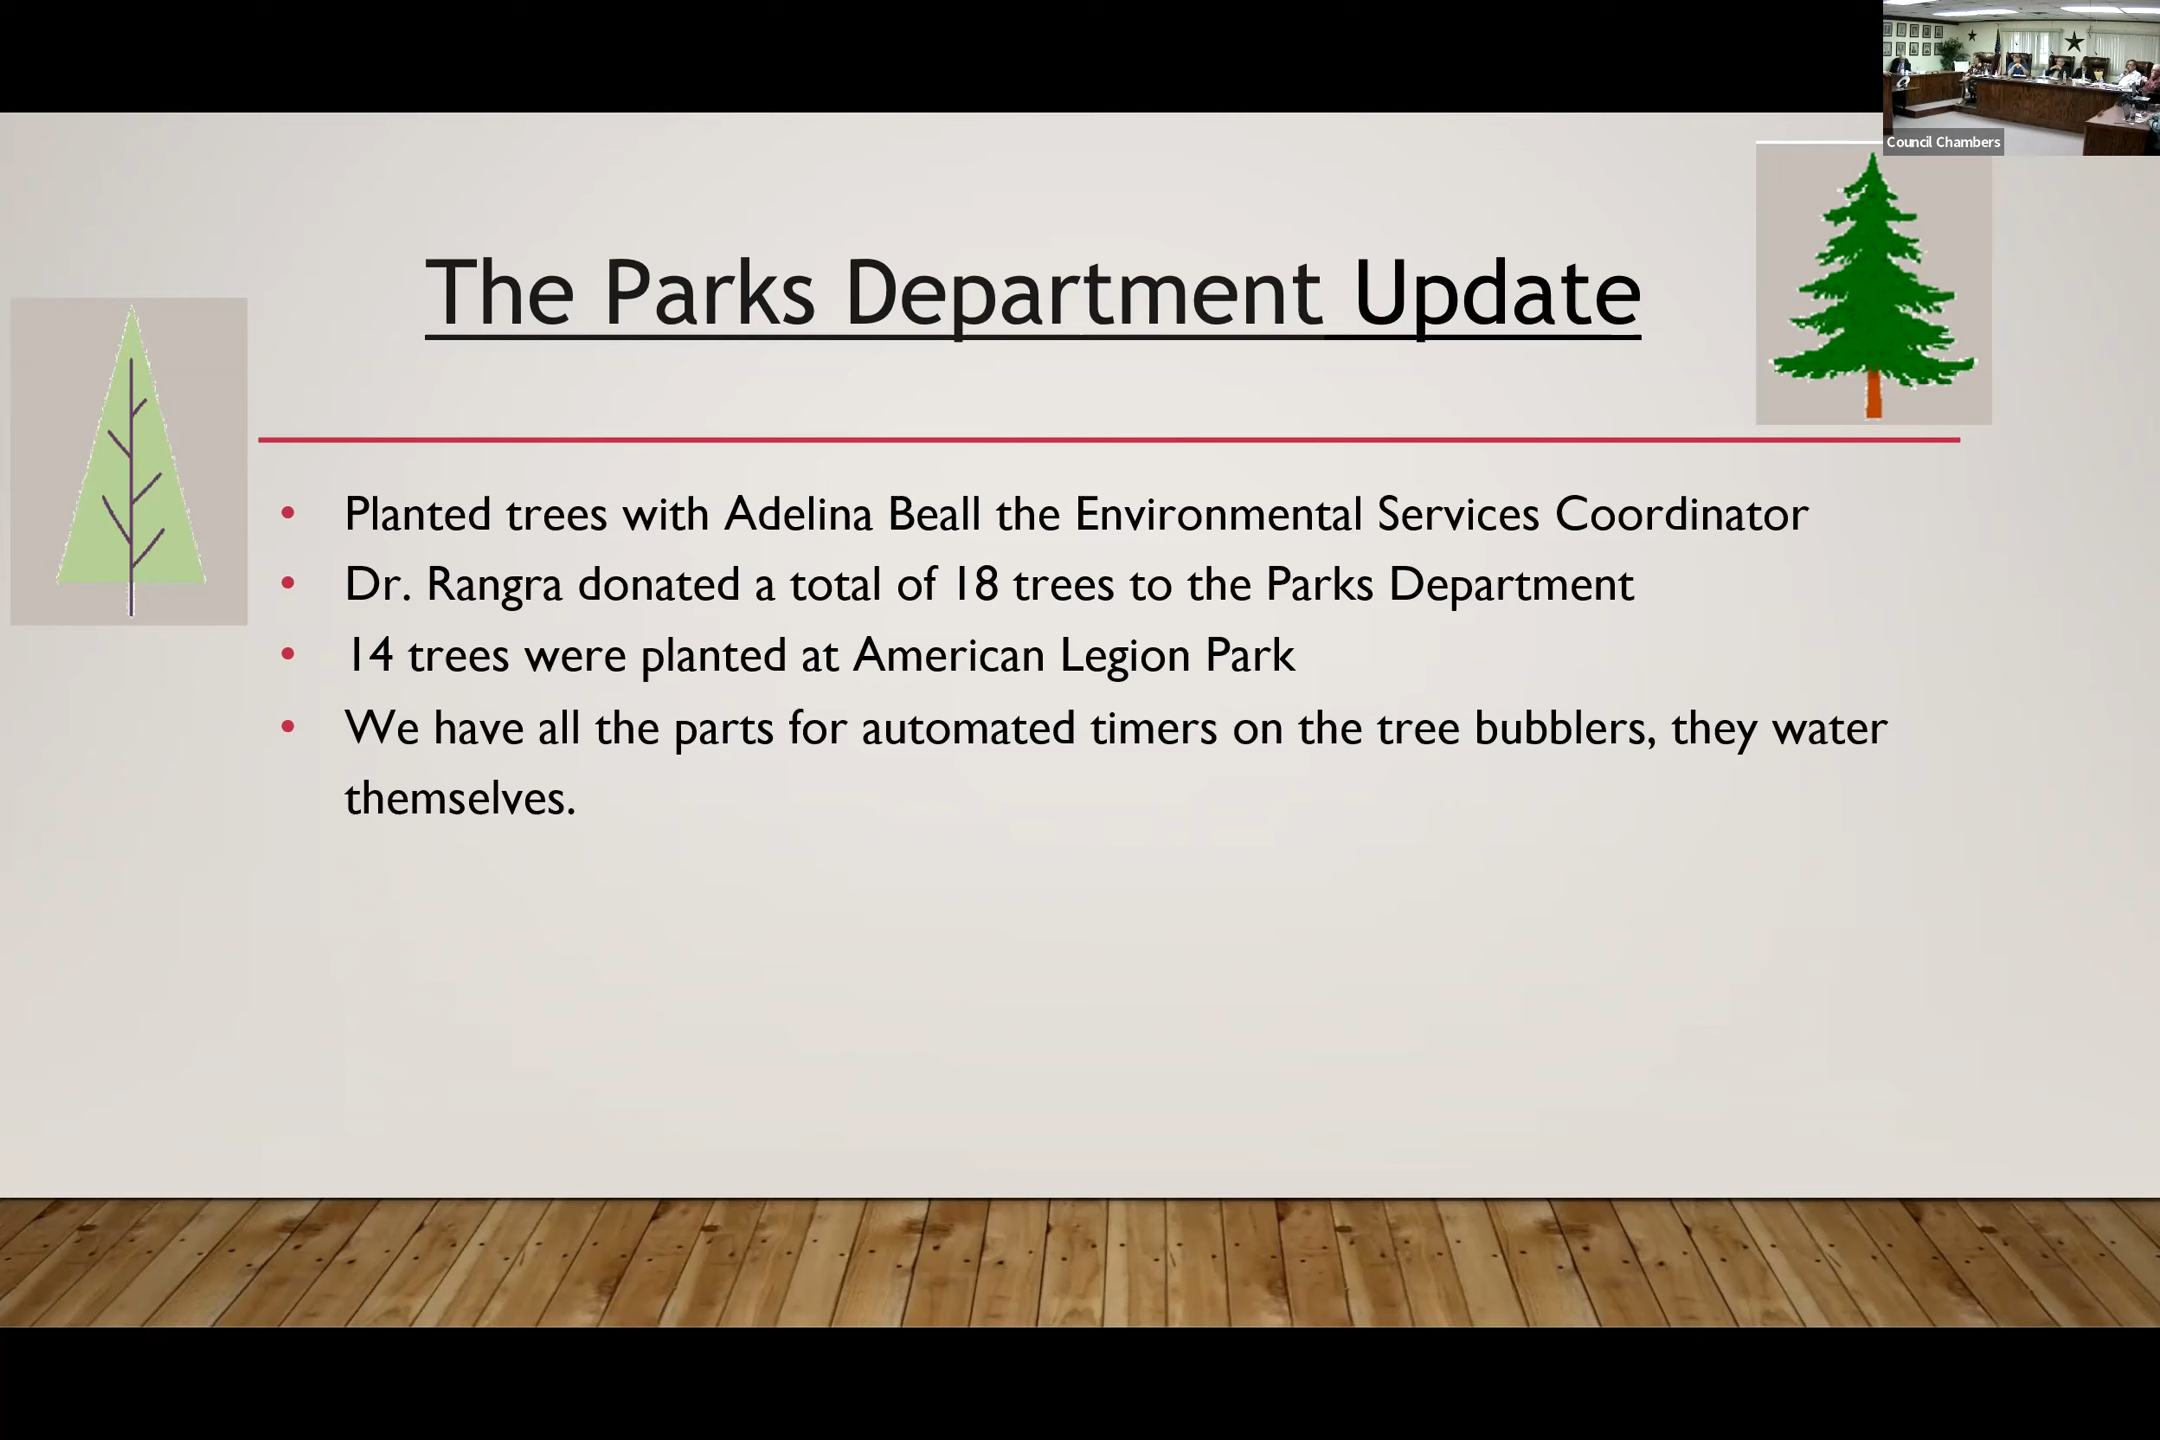 Council Chambers
The Parks Department Update
• Planted trees with Adelina Beall the Environmental Services Coordinator
• Dr. Rangra donated a total of 18 trees to the Parks Department
• 14 trees were planted at American Legion Park
• We have all the parts for automated timers on the tree bubblers, they water
themselves.